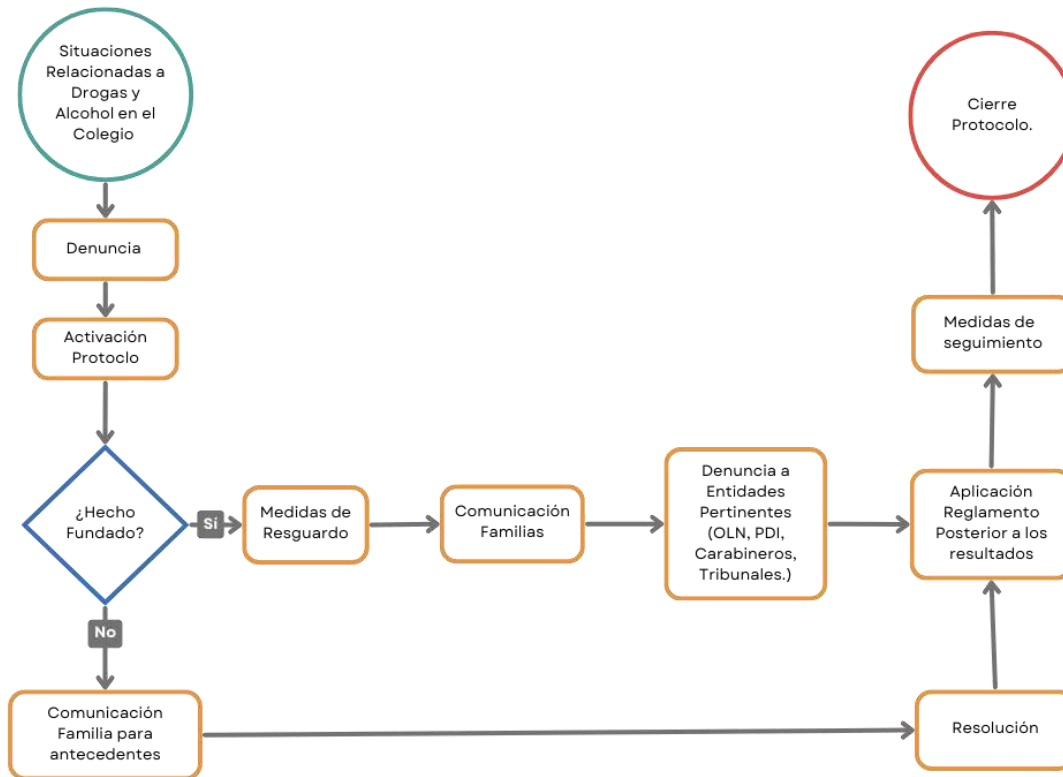 Situaciones
Relacionadas a
Drogas y
Alcohol en el
Colegio
Denuncia
Activación
Protoclo
¿Hecho
Fundado?
Sí
Medidas de
Resguardo
Comunicación
Familias
Denuncia a
Entidades
Pertinentes
(OLN, PDI,
Carabineros,
Tribunales.)
Aplicación
Reglamento
Posterior a los
resultados
Medidas de
seguimiento
Cierre
Protocolo.
No
Comunicación
Familia para
antecedentes
Resolución